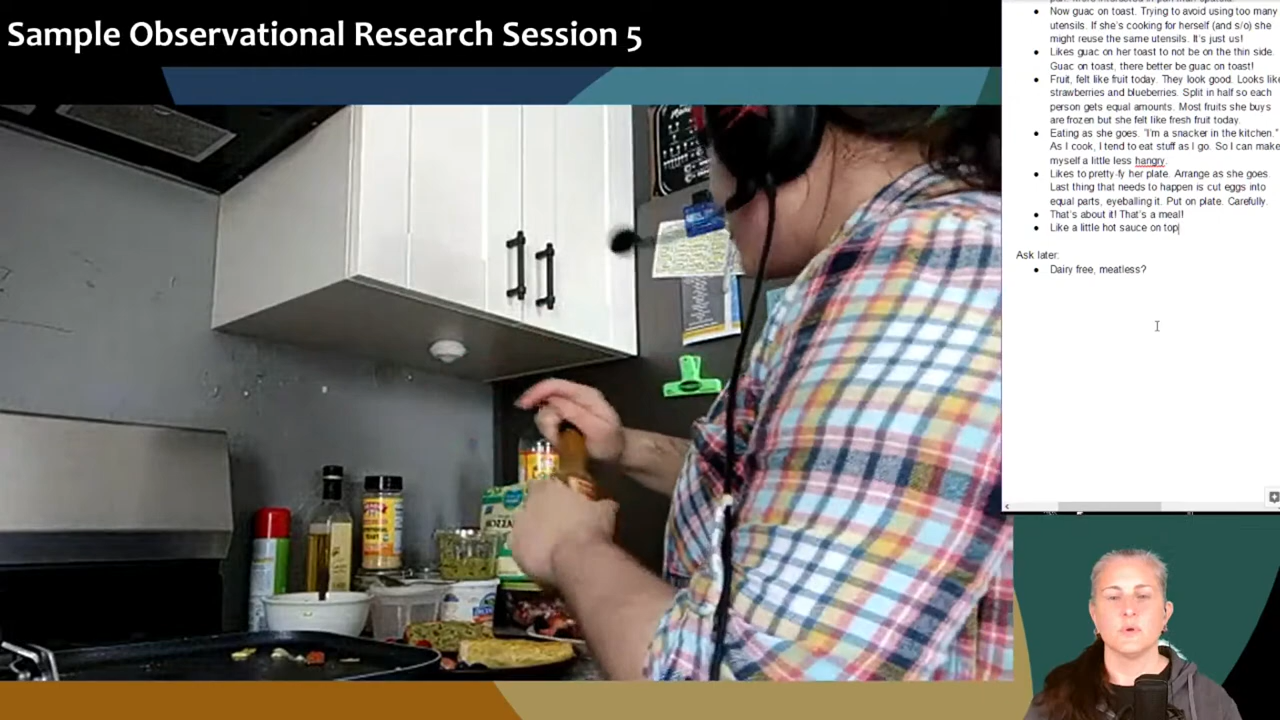 Sample Observational Research Session 5
Now guac on toast. Trying to avoid using too many
utensils. If she's cooking for herself (and s/o) she
might reuse the same utensils. It's just us!
Likes guac on her toast to not be on the thin side.
Guac on toast, there better be guac on toast!
Fruit, felt like fruit today. They look good. Looks like
strawberries and blueberries. Split in half so each
person gets equal amounts. Most fruits she buys
are frozen but she felt like fresh fruit today.
Eating as she goes. "I'm a snacker in the kitchen."
As I cook, I tend to eat stuff as I go. So I can make
myself a little less hangry.
Likes to pretty-fy her plate. Arrange as she goes.
Last thing that needs to happen is cut eggs into
equal parts, eyeballing it. Put on plate. Carefully.
That's about it! That's a meal!
Like a little hot sauce on top
Ask later:
Dairy free, meatless?